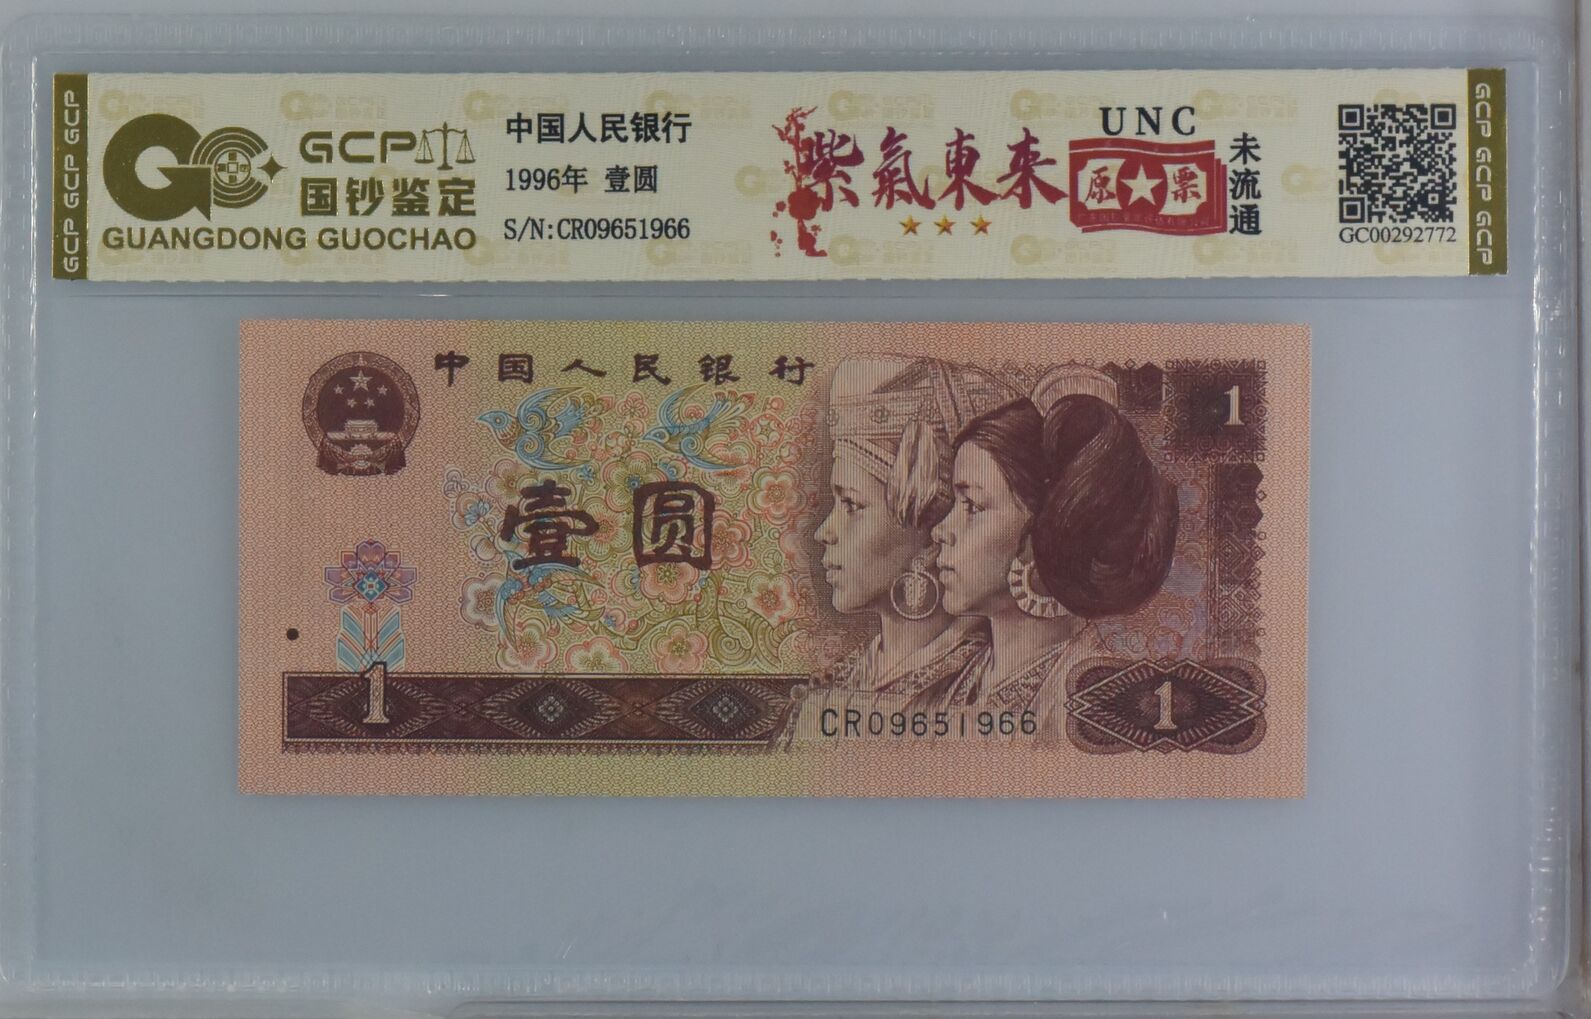 GCP GCP GCP
GCP
国钞鉴定
GUANGDONG GUOCHAO
中国人民银行
1996年 壹圆
S/N:CR09651966
紫氣東来
UNC
原票
未流通
GC00292772
GCP GCP GCP
中国人民银行
1
壹圆
1
CR09651966
1